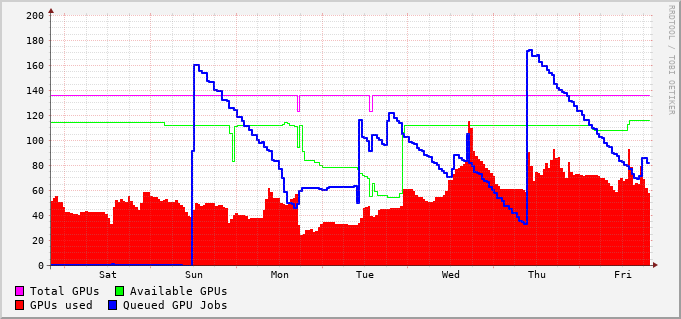 200
180
160
140
120
100
80
60
40
20
0
Sat Sun Mon Tue Wed Thu Fri
Total GPUs Available GPUs
GPUs used Queued GPU Jobs
RRDTOOL / TOBI OETIKER